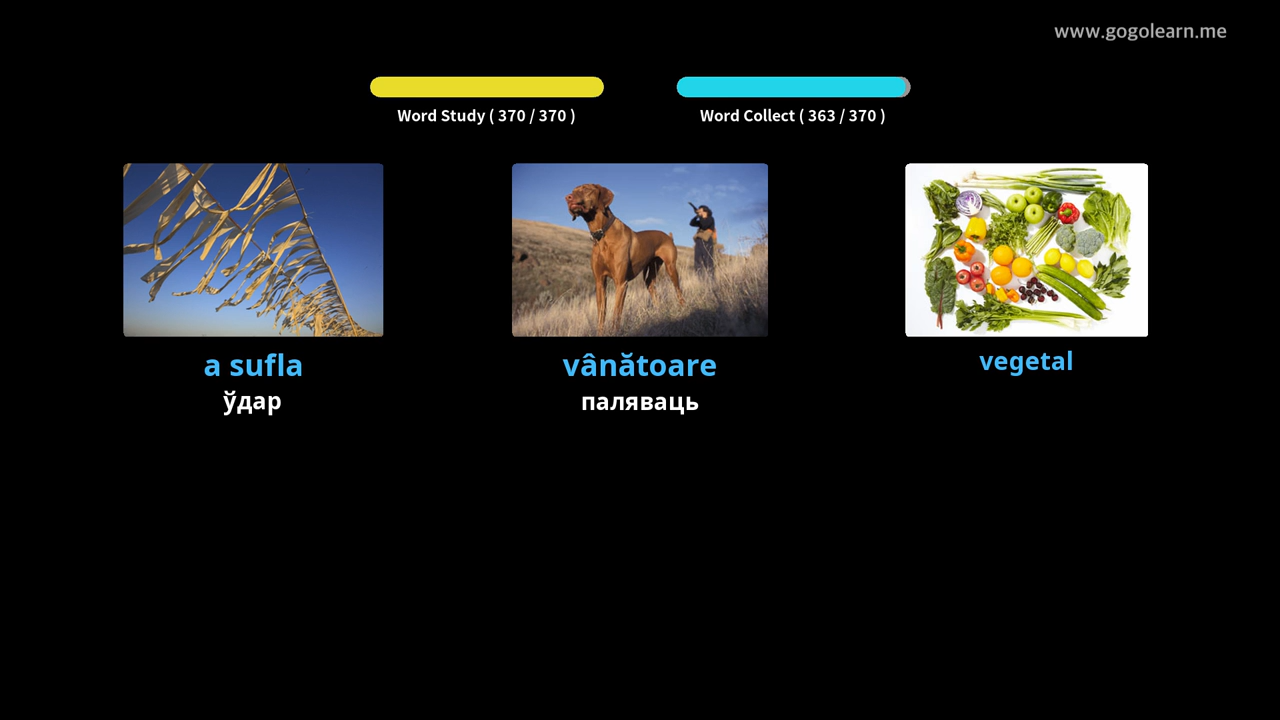 www.gogolearn.me
Word Study ( 370 / 370 )
Word Collect ( 363 / 370 )
a sufla
ўдар
vânătoare
паляваць
vegetal